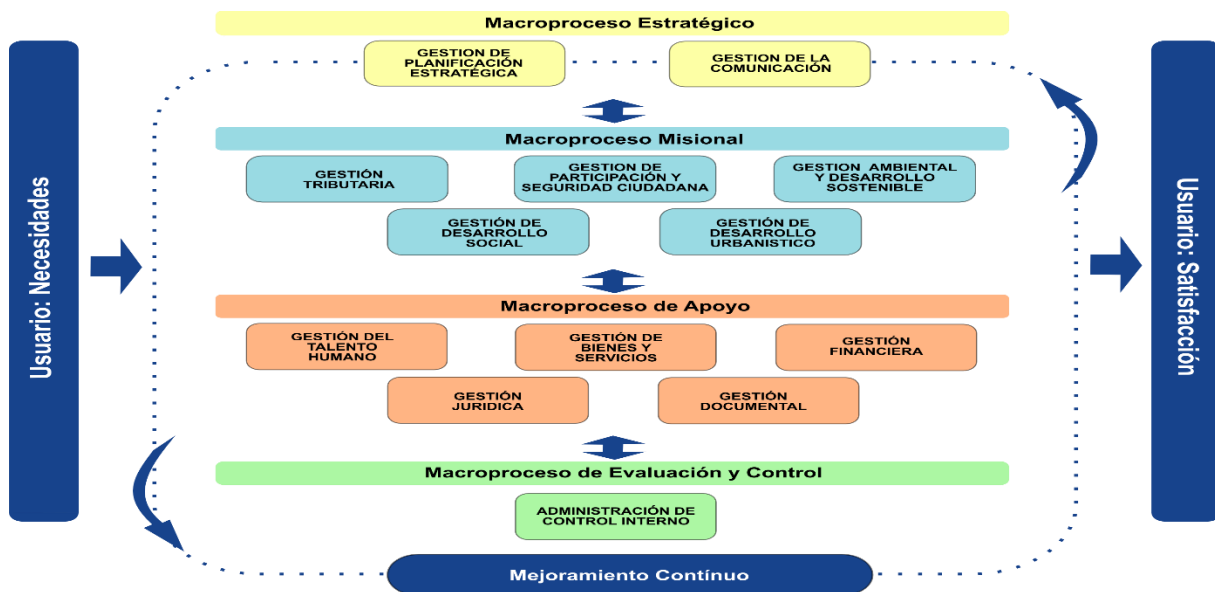 Macroproceso Estratégico
GESTION DE
PLANIFICACIÓN
ESTRATÉGICA
GESTION DE LA
COMUNICACIÓN
Usuario: Necesidades
Macroproceso Misional
GESTIÓN
TRIBUTARIA
GESTION DE
PARTICIPACIÓN Y
SEGURIDAD CIUDADANA
GESTION AMBIENTAL
Y DESARROLLO
SOSTENIBLE
GESTIÓN DE
DESARROLLO
SOCIAL
GESTIÓN DE
DESARROLLO
URBANISTICO
Usuario: Satisfacción
Macroproceso de Apoyo
GESTIÓN DEL
TALENTO
HUMANO
GESTIÓN DE
BIENES Y
SERVICIOS
GESTIÓN
FINANCIERA
GESTIÓN
JURIDICA
GESTIÓN
DOCUMENTAL
Macroproceso de Evaluación y Control
ADMINISTRACIÓN DE
CONTROL INTERNO
Mejoramiento Contínuo